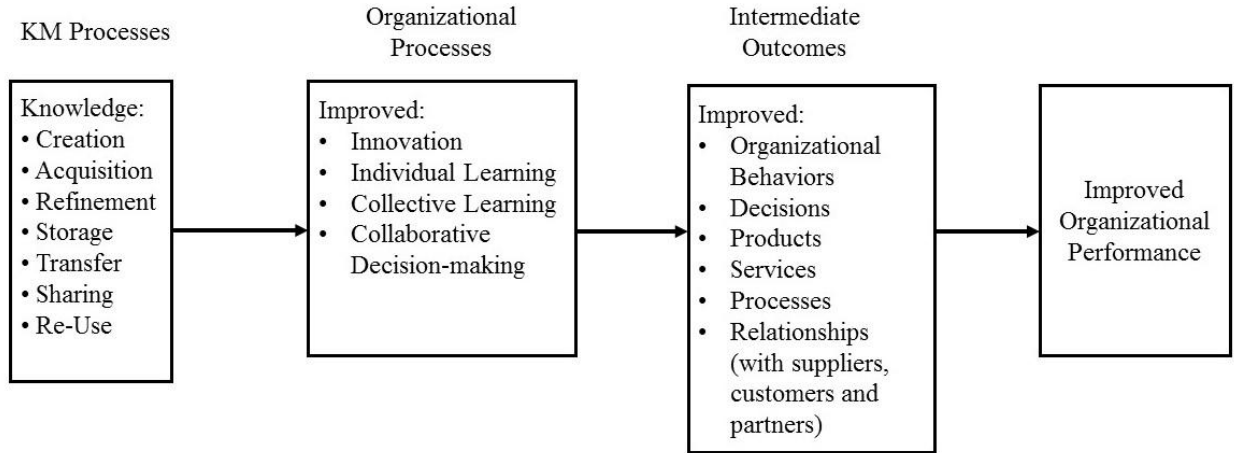 KM Processes
Organizational
Processes
Intermediate
Outcomes
Knowledge:
• Creation
• Acquisition
• Refinement
• Storage
• Transfer
• Sharing
• Re-Use
Improved:
• Innovation
• Individual Learning
• Collective Learning
• Collaborative
Decision-making
Improved:
• Organizational
Behaviors
• Decisions
• Products
• Services
• Processes
• Relationships
(with suppliers,
customers and
partners)
Improved
Organizational
Performance